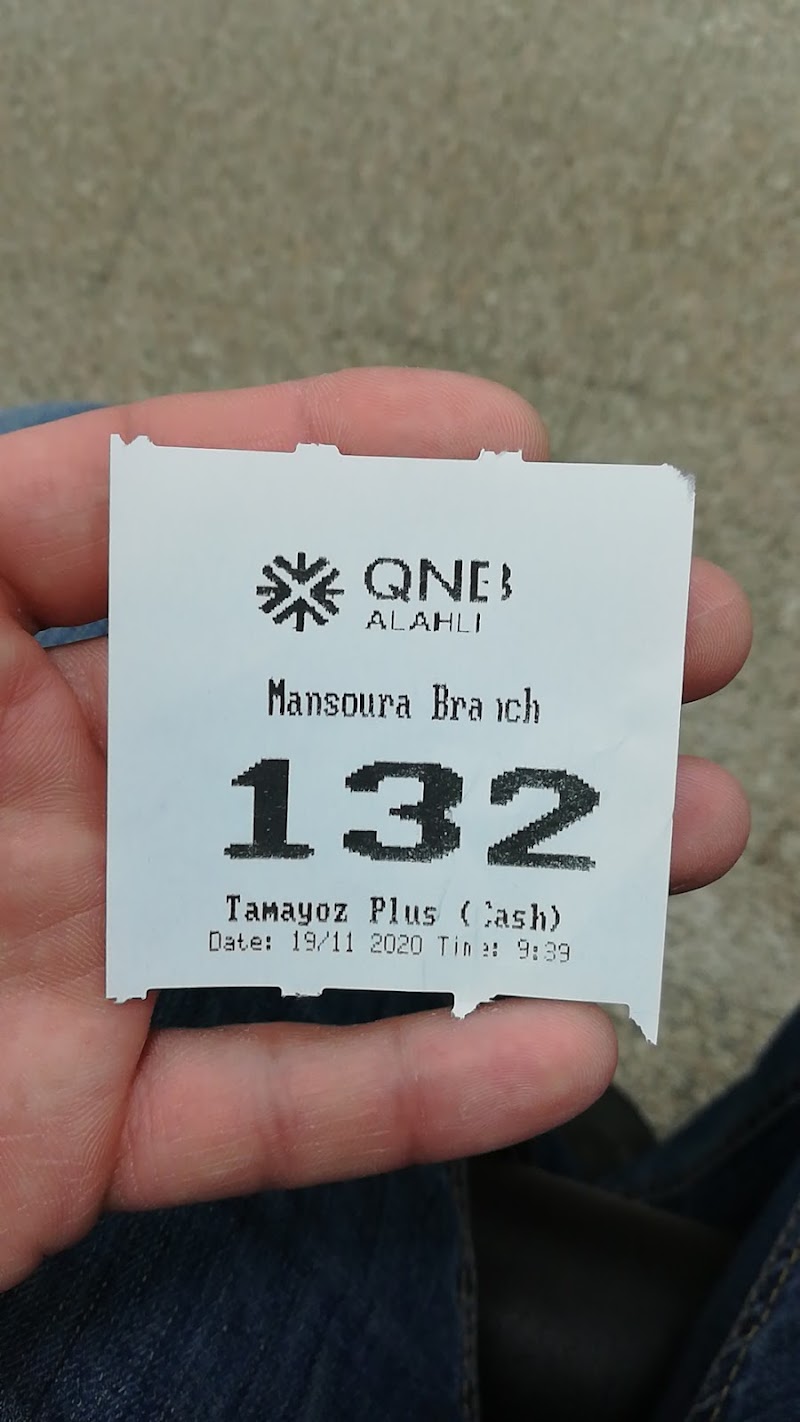 QNB
ALAHLI
Mansoura Branch
132
Tamayoz Plus (Cash)
Date: 19/11 2020 Time: 9:39